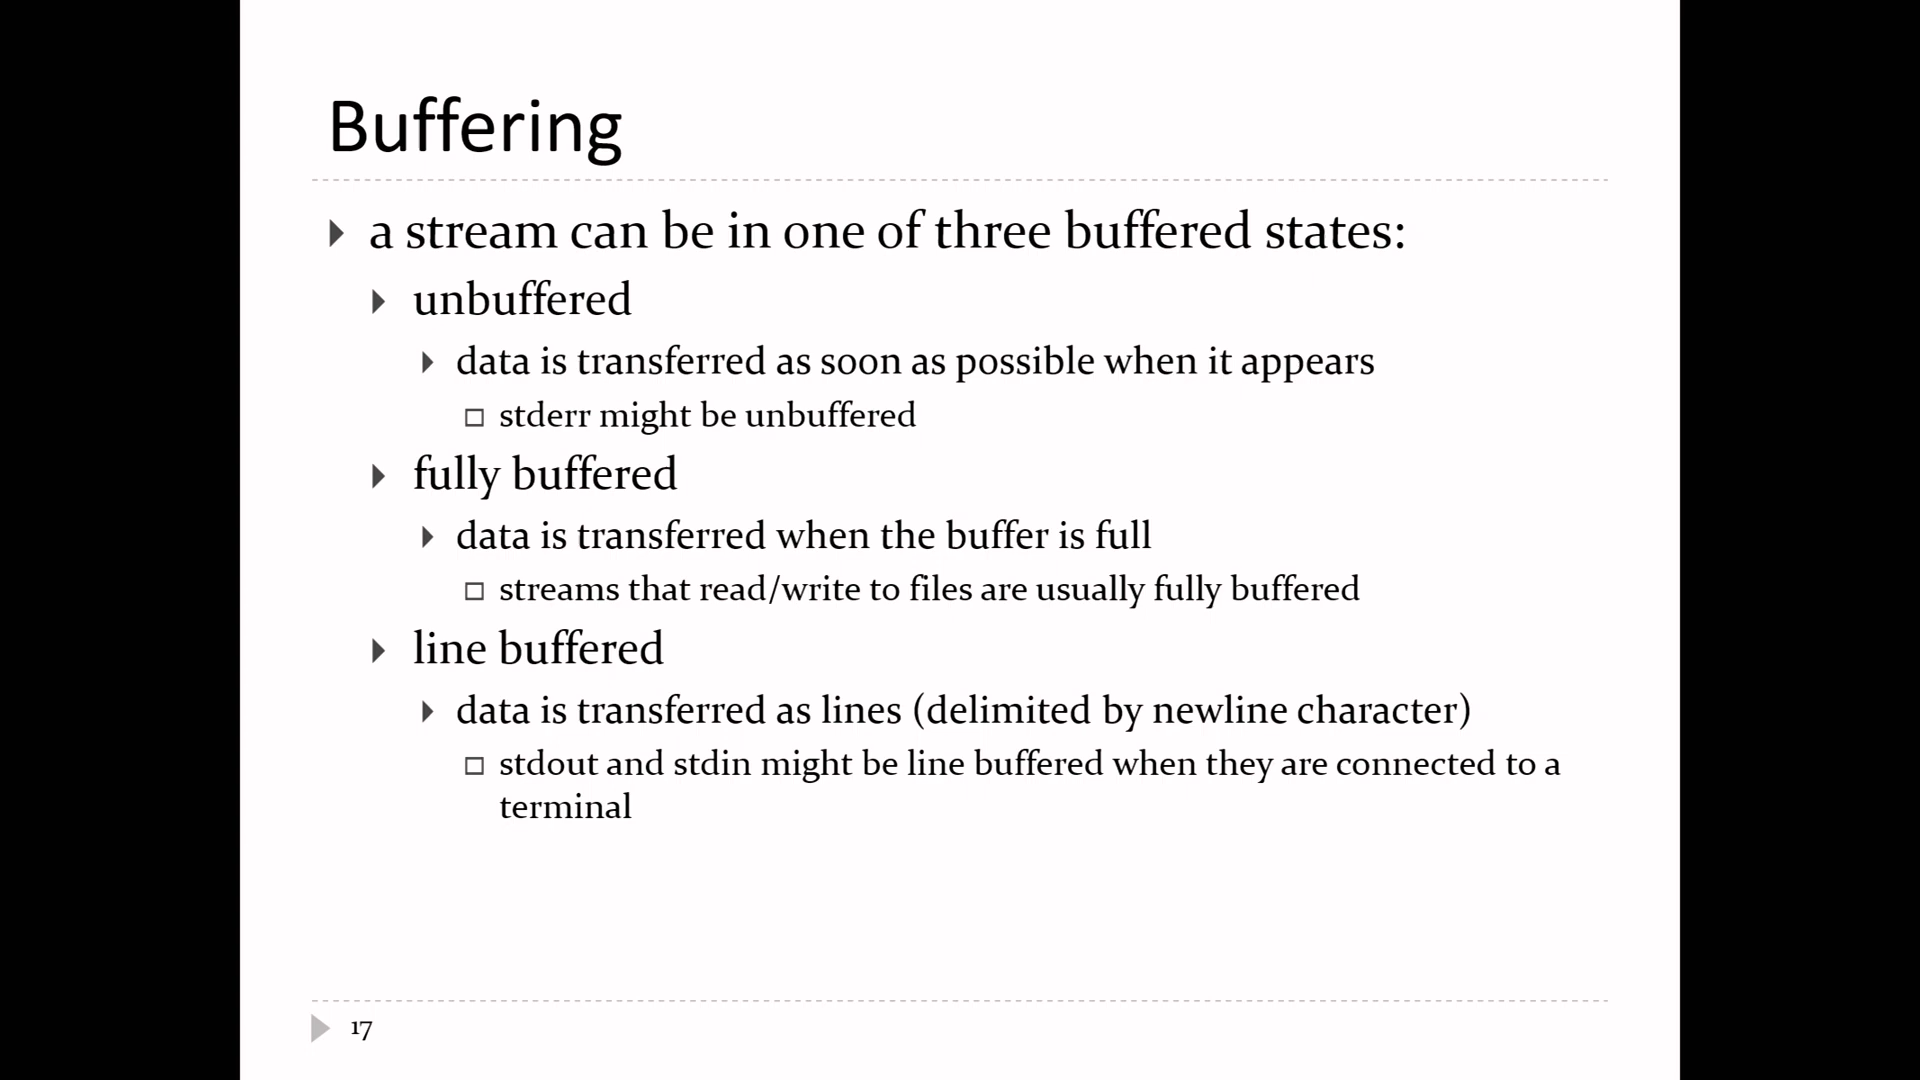 Buffering
a stream can be in one of three buffered states:
unbuffered
data is transferred as soon as possible when it appears
stderr might be unbuffered
fully buffered
data is transferred when the buffer is full
streams that read/write to files are usually fully buffered
line buffered
data is transferred as lines (delimited by newline character)
stdout and stdin might be line buffered when they are connected to a
terminal
17